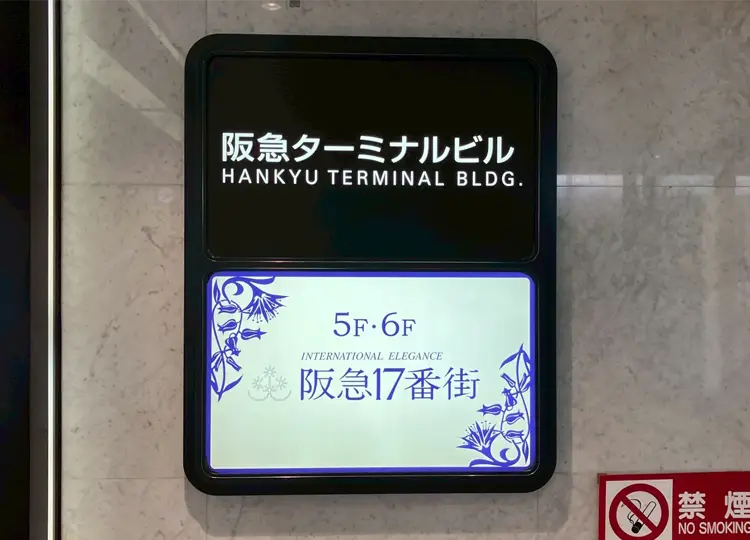 阪急ターミナルビル
HANKYU TERMINAL BLDG.
5F·6F
INTERNATIONAL ELEGANCE
阪急17番街
禁煙
NO SMOKING